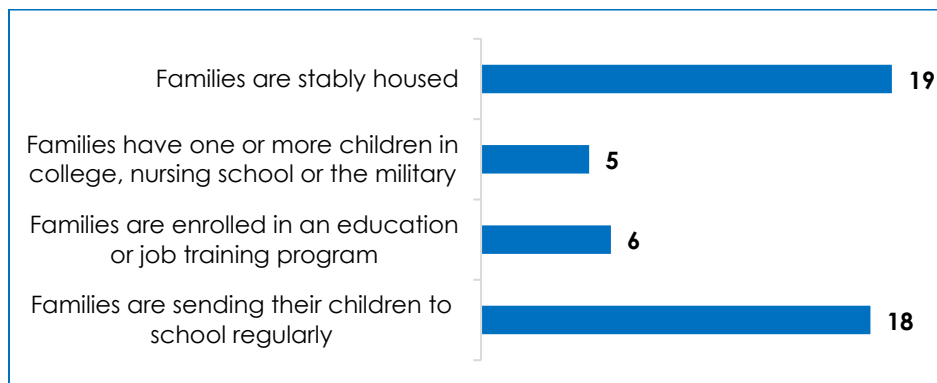 Families are stably housed
19
Families have one or more children in
college, nursing school or the military
5
Families are enrolled in an education
or job training program
6
Families are sending their children to
school regularly
18